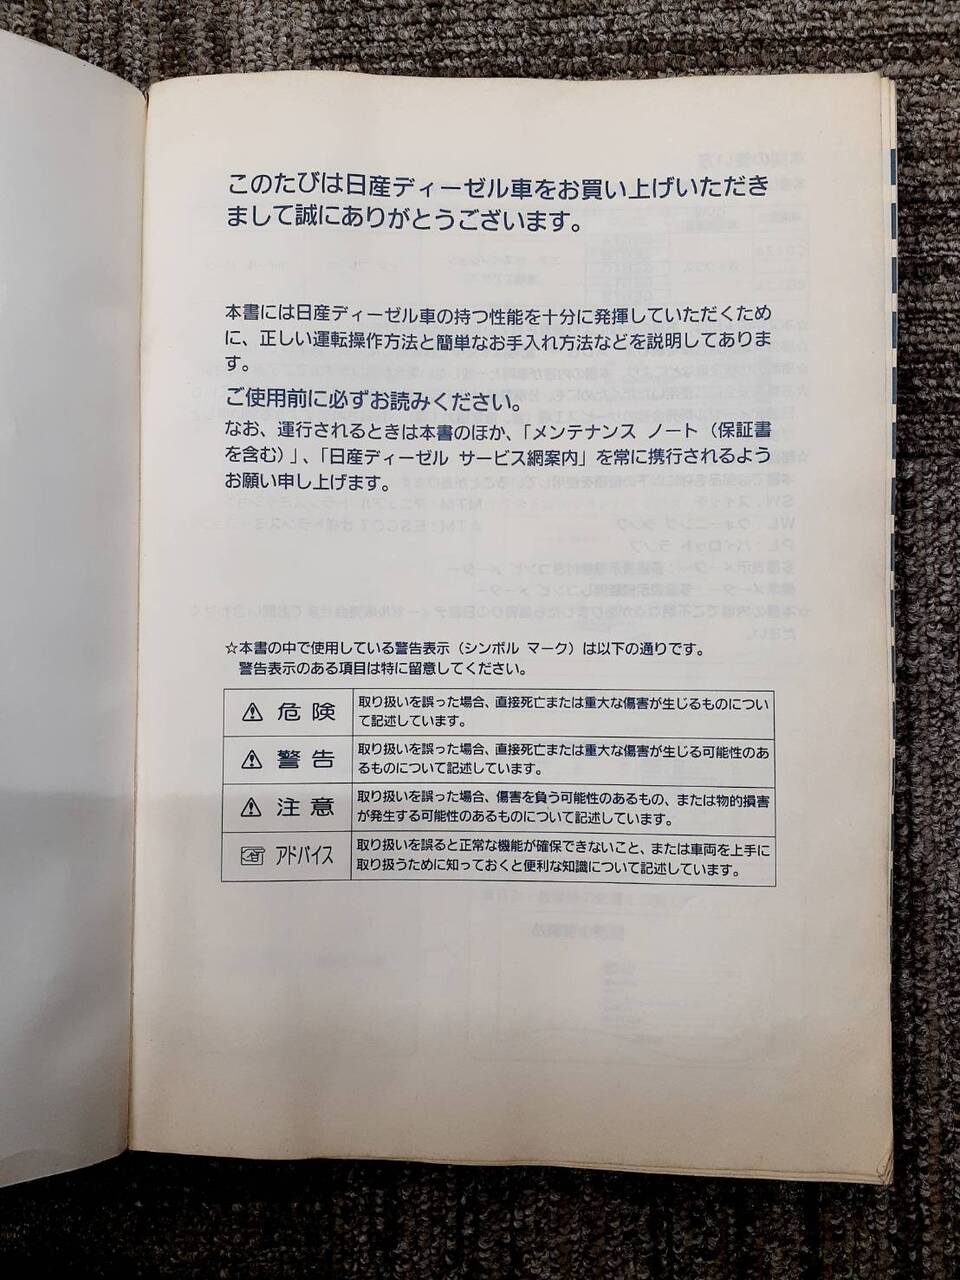 このたびは日産ディーゼル車をお買い上げいただき
まして誠にありがとうございます。
本書には日産ディーゼル車の持つ性能を十分に発揮していただくため
に、正しい運転操作方法と簡単なお手入れ方法などを説明してありま
す。
ご使用前に必ずお読みください。
なお、運行されるときは本書のほか、「メンテナンス ノート（保証書
を含む）」、「日産ディーゼル サービス網案内」を常に携行されるよう
お願い申し上げます。
☆本書の中で使用している警告表示（シンボル マーク）は以下の通りです。
警告表示のある項目は特に留意してください。
⚠ 危険 取り扱いを誤った場合、直接死亡または重大な傷害が生じるものについ
て記述しています。
⚠ 警告 取り扱いを誤った場合、直接死亡または重大な傷害が生じる可能性のあ
るものについて記述しています。
⚠ 注意 取り扱いを誤った場合、傷害を負う可能性のあるもの、または物的損害
が発生する可能性のあるものについて記述しています。
アドバイス 取り扱いを誤ると正常な機能が確保できないこと、または車両を上手に
取り扱うために知っておくと便利な知識について記述しています。